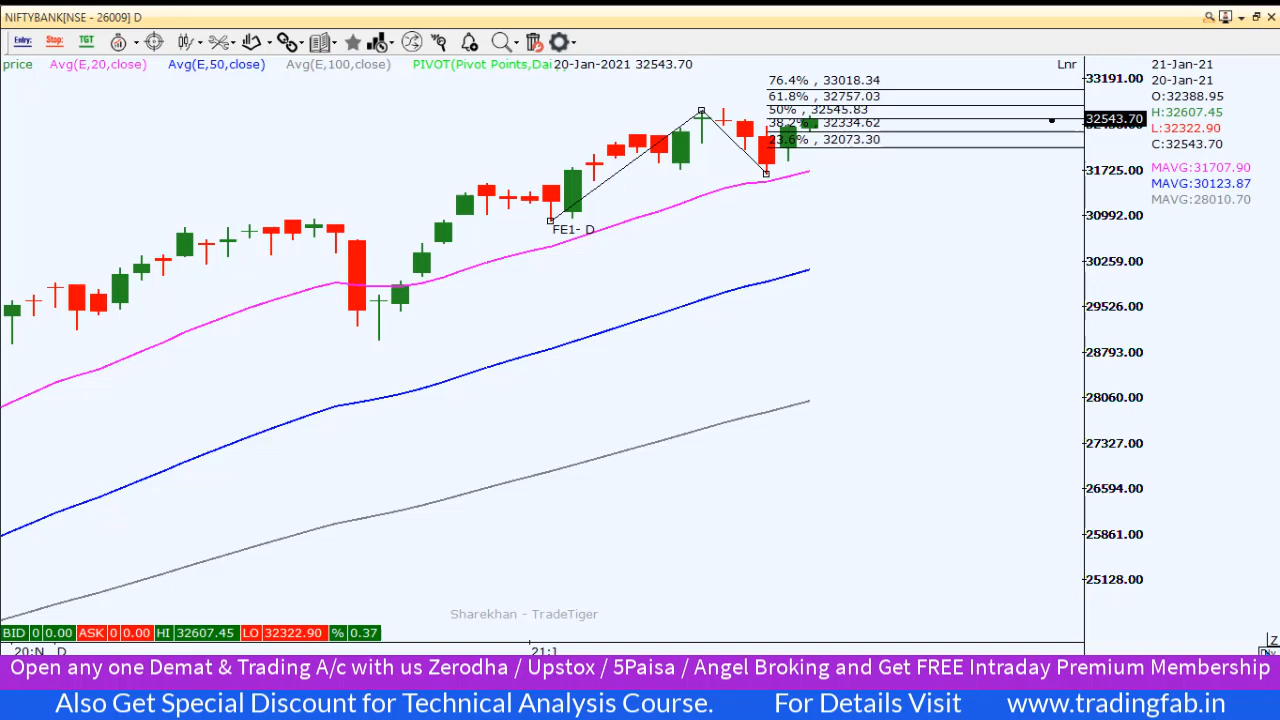 NIFTYBANK[NSE - 26009] D
Entry: Stop: TGT
price Avg(E,20,close) Avg(E,50,close) Avg(E,100,close) PIVOT(Pivot Points,Dai 20-Jan-2021 32543.70 Lnr
21-Jan-21
20-Jan-21
O:32388.95
H:32607.45
L:32322.90
C:32543.70
MAVG:31707.90
MAVG:30123.87
MAVG:28010.70
76.4% , 33018.34
61.8% , 32757.03
50% , 32545.83
38.2% , 32334.62
23.6% , 32073.30
FE1- D
33191.00
32543.70
31725.00
30992.00
30259.00
29526.00
28793.00
28060.00
27327.00
26594.00
25861.00
25128.00
Sharekhan - TradeTiger
BID 0 0.00 ASK 0 0.00 HI 32607.45 LO 32322.90 % 0.37
20:N D 21:1
Open any one Demat & Trading A/c with us Zerodha / Upstox / 5Paisa / Angel Broking and Get FREE Intraday Premium Membership
Also Get Special Discount for Technical Analysis Course. For Details Visit www.tradingfab.in